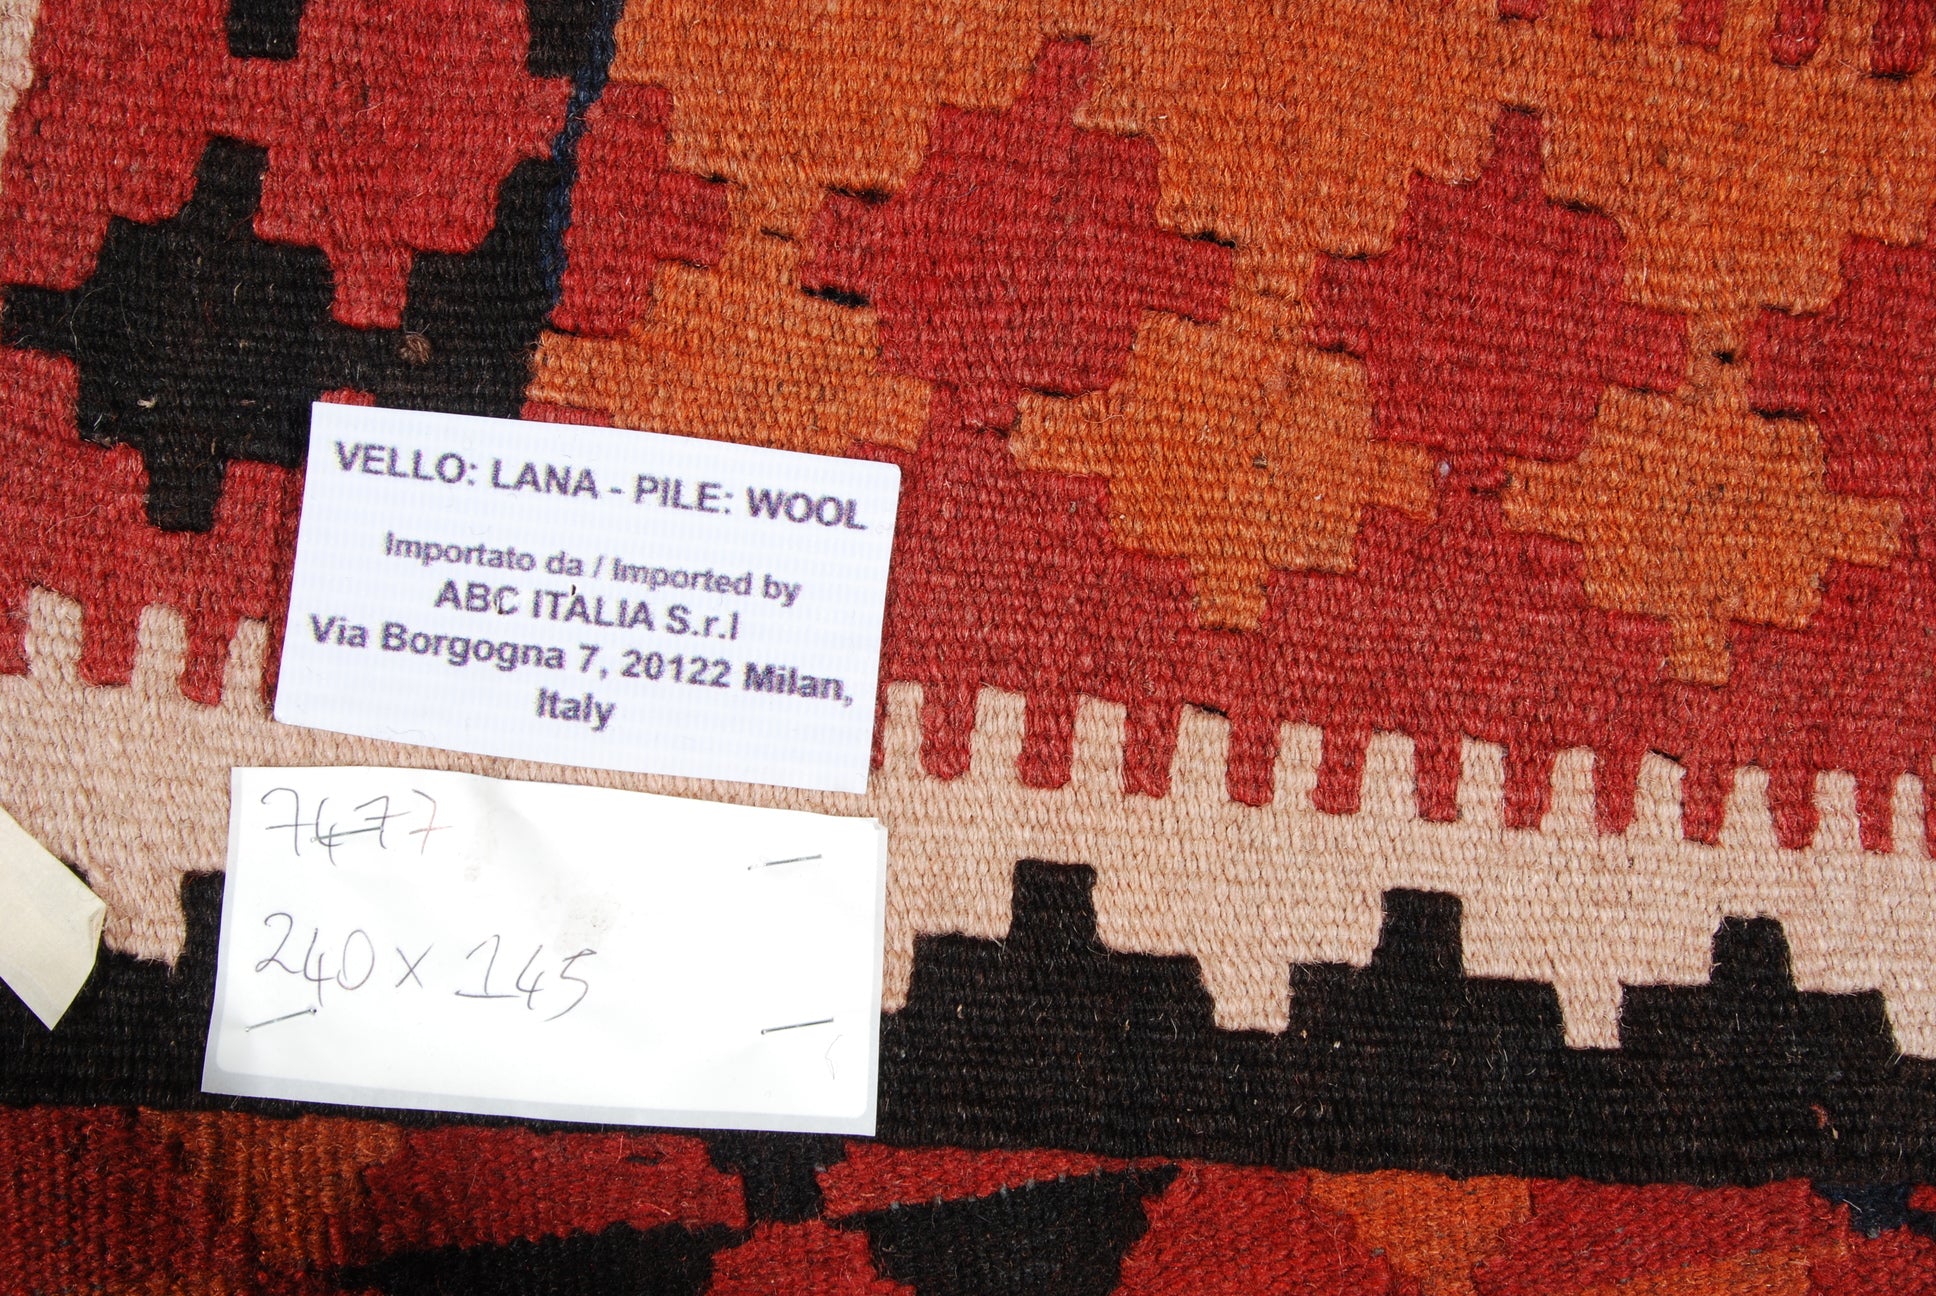 VELLO: LANA - PILE: WOOL
Importato da / Imported by
ABC ITALIA S.r.l
Via Borgogna 7, 20122 Milan,
Italy
7477
240 x 145